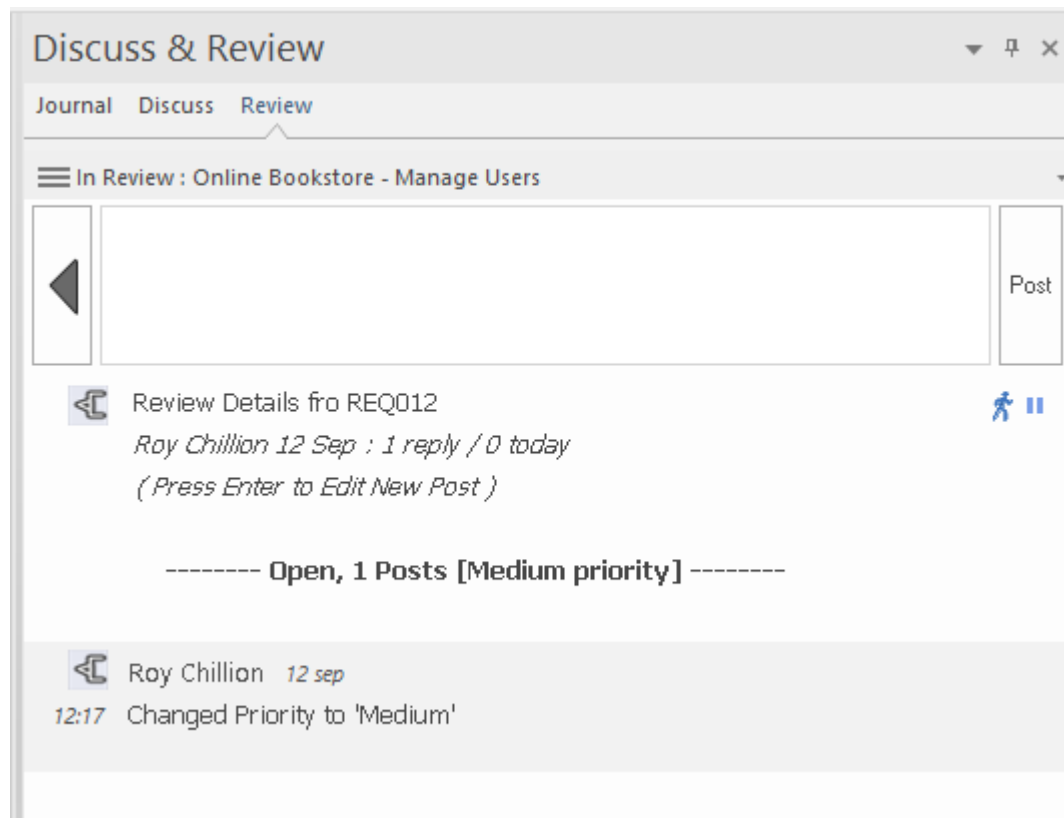 Discuss & Review
Journal Discuss Review
In Review : Online Bookstore - Manage Users
Post
Review Details fro REQ012
Roy Chillion 12 Sep : 1 reply / 0 today
( Press Enter to Edit New Post )
-------- Open, 1 Posts [Medium priority] --------
Roy Chillion 12 sep
12:17 Changed Priority to 'Medium'